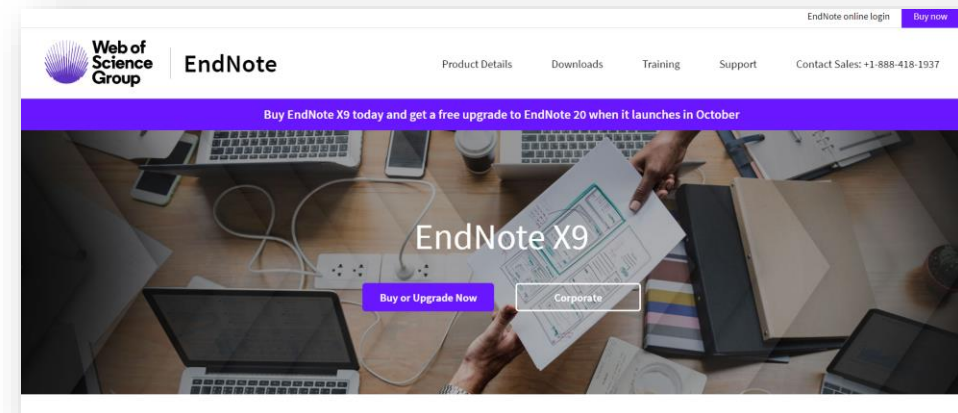 EndNote online login
Buy now
Web of
Science
Group
EndNote
Product Details
Downloads
Training
Support
Contact Sales: +1-888-418-1937
Buy EndNote X9 today and get a free upgrade to EndNote 20 when it launches in October
EndNote X9
Buy or Upgrade Now
Corporate